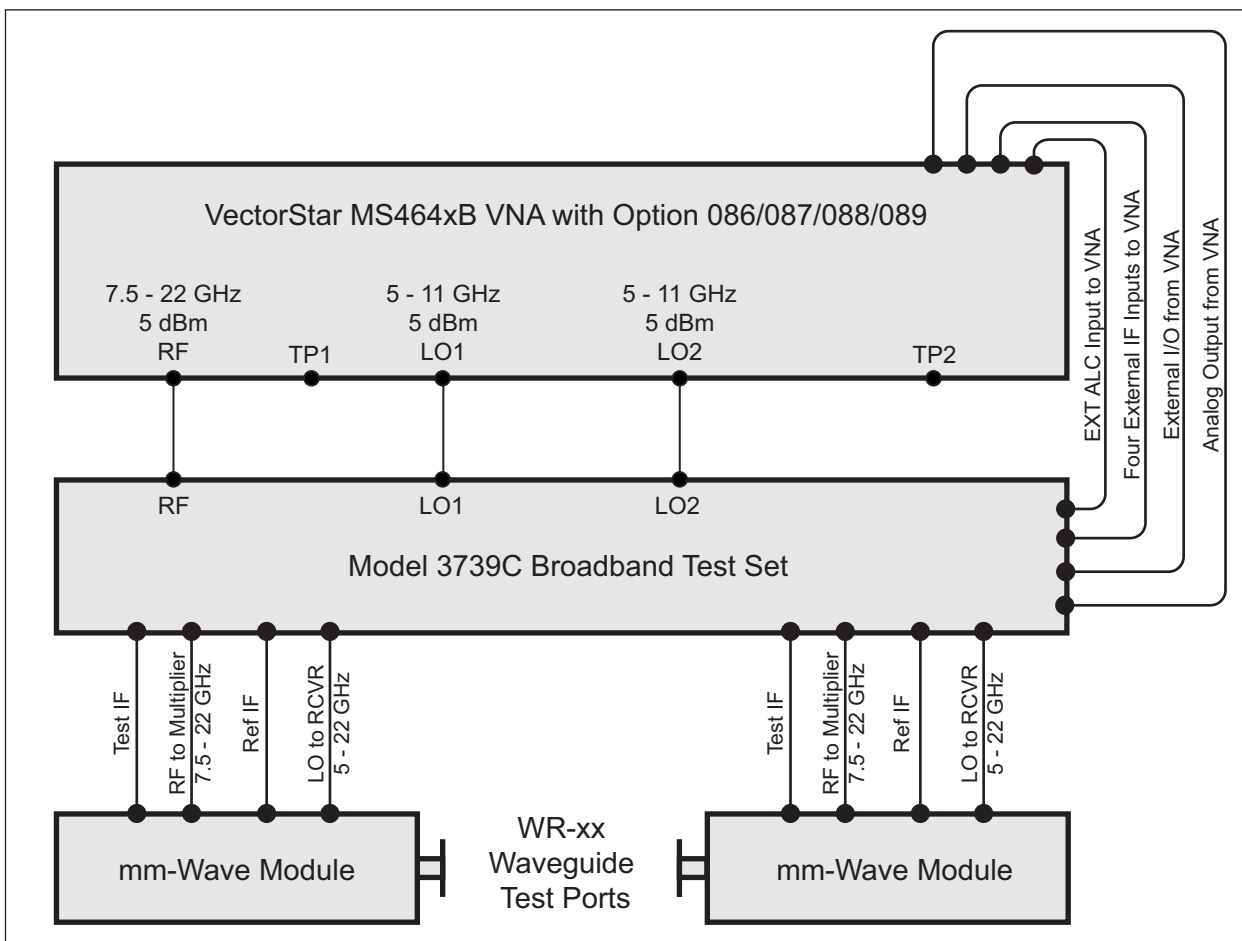 VectorStar MS464xB VNA with Option 086/087/088/089
7.5 - 22 GHz
5 dBm
RF
TP1
5 - 11 GHz
5 dBm
LO1
5 - 11 GHz
5 dBm
LO2
TP2
EXT ALC Input to VNA
Four External IF Inputs to VNA
External I/O from VNA
Analog Output from VNA
RF
LO1
LO2
Model 3739C Broadband Test Set
Test IF
RF to Multiplier
7.5 - 22 GHz
Ref IF
LO to RCVR
5 - 22 GHz
Test IF
RF to Multiplier
7.5 - 22 GHz
Ref IF
LO to RCVR
5 - 22 GHz
mm-Wave Module
WR-xx
Waveguide
Test Ports
mm-Wave Module